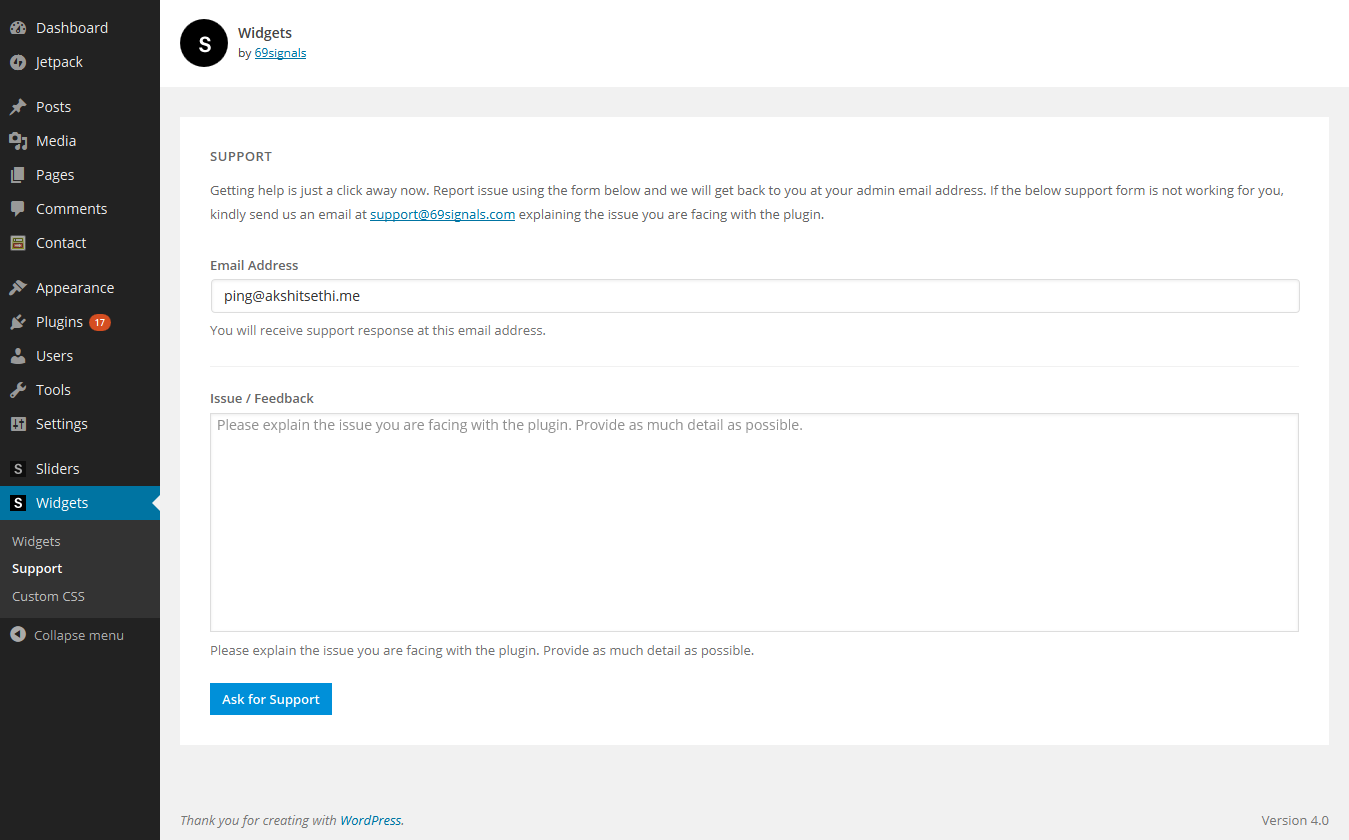 Dashboard
Jetpack
Posts
Media
Pages
Comments
Contact
Appearance
Plugins 17
Users
Tools
Settings
S Sliders
S Widgets
Widgets
Support
Custom CSS
Collapse menu
S
Widgets
by 69signals
SUPPORT
Getting help is just a click away now. Report issue using the form below and we will get back to you at your admin email address. If the below support form is not working for you,
kindly send us an email at support@69signals.com explaining the issue you are facing with the plugin.
Email Address
ping@akshitsethi.me
You will receive support response at this email address.
Issue / Feedback
Please explain the issue you are facing with the plugin. Provide as much detail as possible.
Please explain the issue you are facing with the plugin. Provide as much detail as possible.
Ask for Support
Thank you for creating with WordPress.
Version 4.0